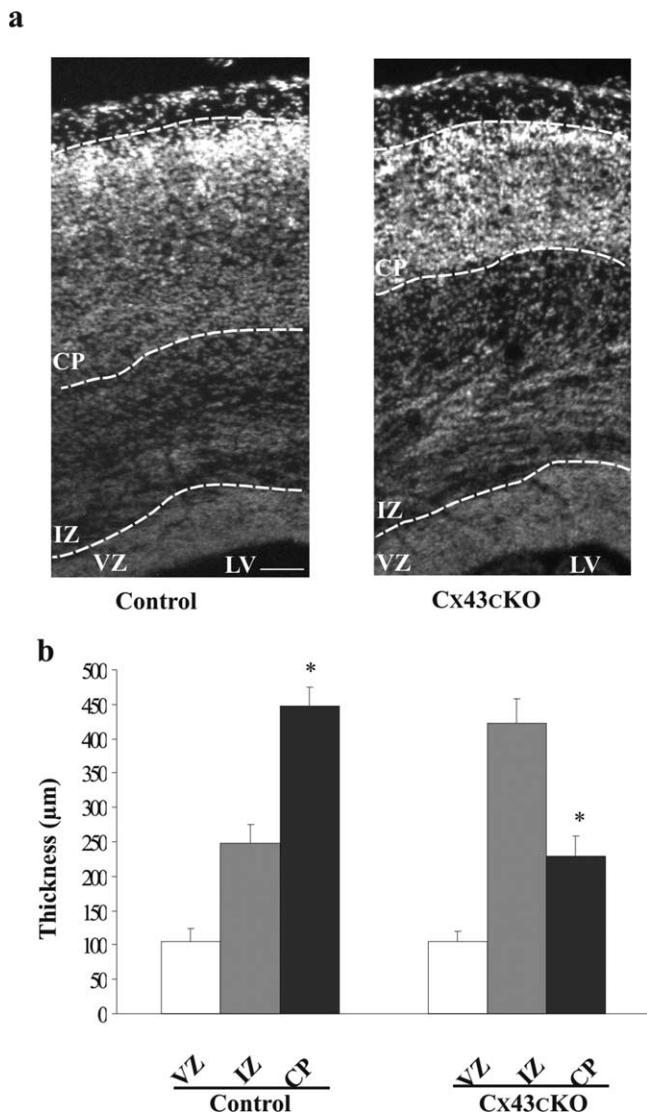 a
CP
IZ
VZ LV
CP
IZ
VZ LV
Control Cx43cKO
b
Thickness (µm)
500
450
400
350
300
250
200
150
100
50
0
*
*
VZ IZ CP VZ IZ CP
Control Cx43cKO